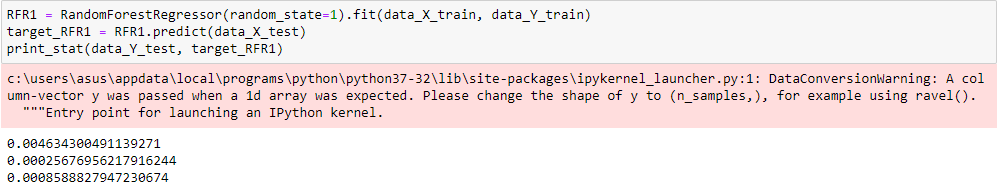 RFR1 = RandomForestRegressor(random_state=1).fit(data_X_train, data_Y_train)
target_RFR1 = RFR1.predict(data_X_test)
print_stat(data_Y_test, target_RFR1)
c:\users\asus\appdata\local\programs\python\python37-32\lib\site-packages\ipykernel_launcher.py:1: DataConversionWarning: A col
umn-vector y was passed when a 1d array was expected. Please change the shape of y to (n_samples,), for example using ravel().
  """Entry point for launching an IPython kernel.
0.004634300491139271
0.00025676956217916244
0.0008588827947230674